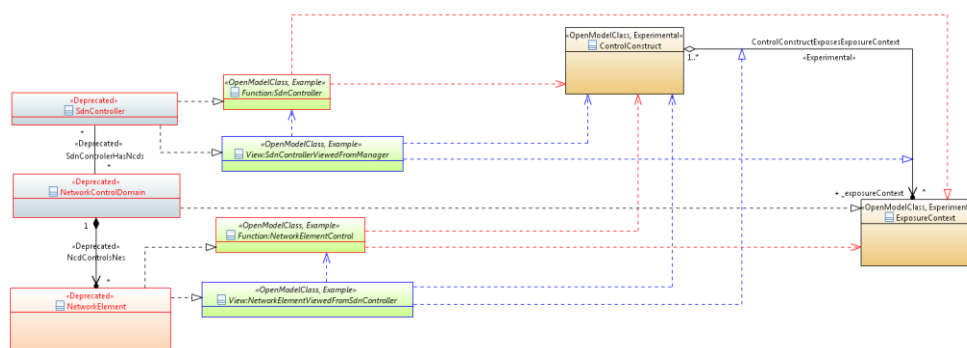 «OpenModelClass, Experimental»
ControlConstruct
1..*
ControlConstructExposesExposureContext
«Experimental»
«OpenModelClass, Example»
Function:SdnController
«Deprecated»
SdnController
*
«Deprecated»
SdnControlerHasNcds
*
«OpenModelClass, Example»
View:SdnControllerViewedFromManager
«Deprecated»
NetworkControlDomain
1
«Deprecated»
NcdControlsNes
*
+ _exposureContext
*
«OpenModelClass, Experiment
ExposureContext
«OpenModelClass, Example»
Function:NetworkElementControl
«OpenModelClass, Example»
View:NetworkElementViewedFromSdnController
«Deprecated»
NetworkElement